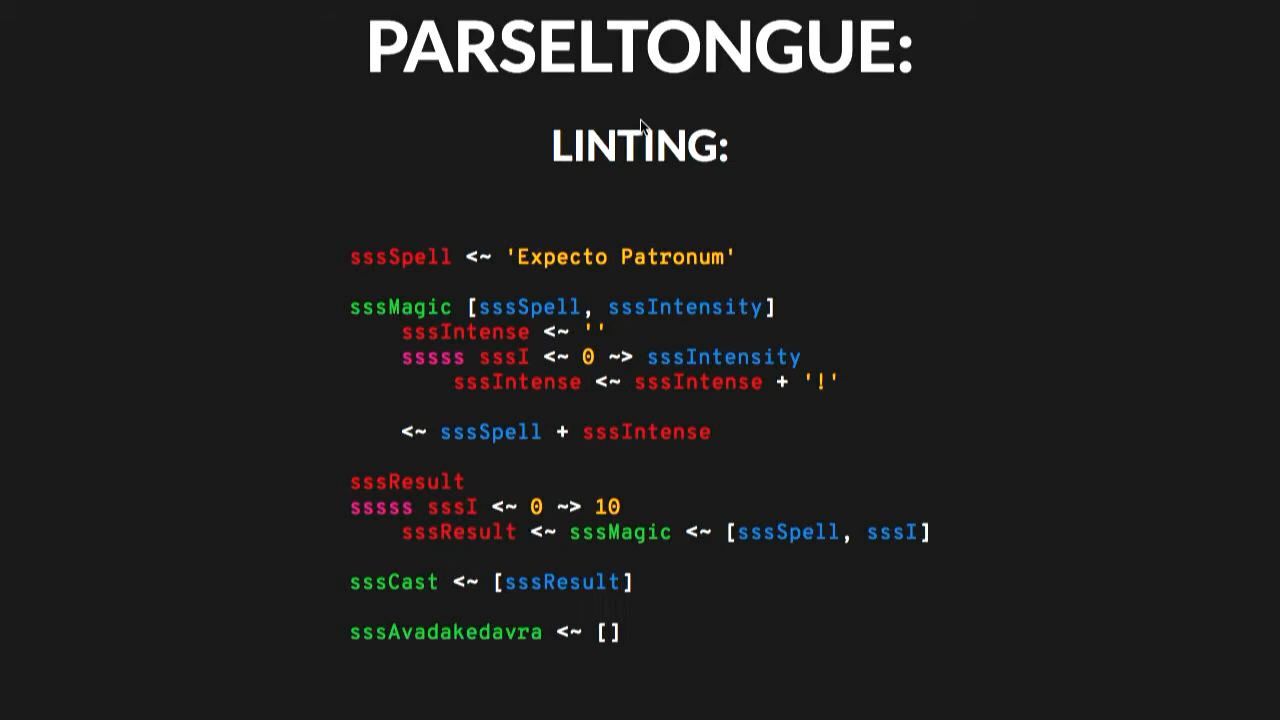 PARSELTONGUE:
LINTING:
sssSpell <~ 'Expecto Patronum'
sssMagic [sssSpell, sssIntensity]
sssIntense <~ ''
sssss sssI <~ 0 ~> sssIntensity
sssIntense <~ sssIntense + '!'
<~ sssSpell + sssIntense
sssResult
sssss sssI <~ 0 ~> 10
sssResult <~ sssMagic <~ [sssSpell, sssI]
sssCast <~ [sssResult]
sssAvadakedavra <~ []